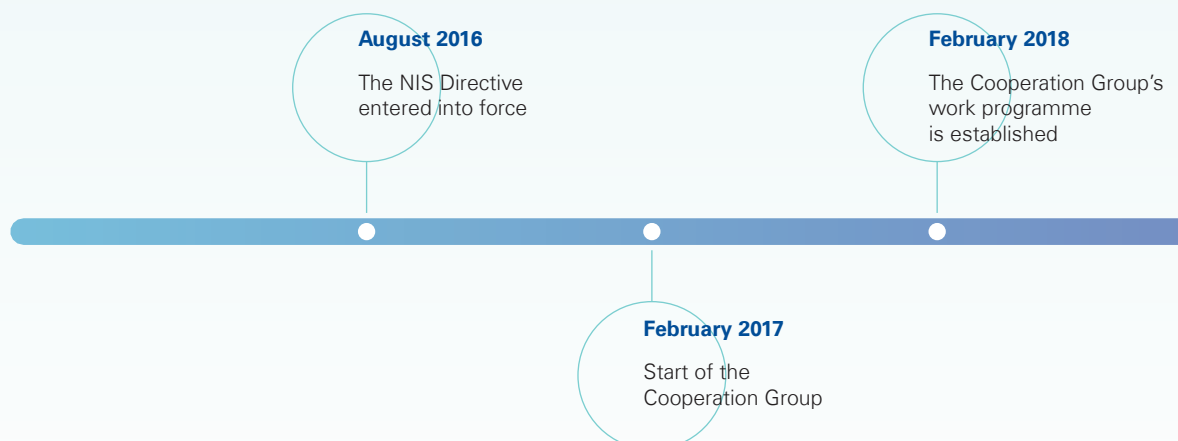 August 2016
The NIS Directive
entered into force
February 2017
Start of the
Cooperation Group
February 2018
The Cooperation Group’s
work programme
is established